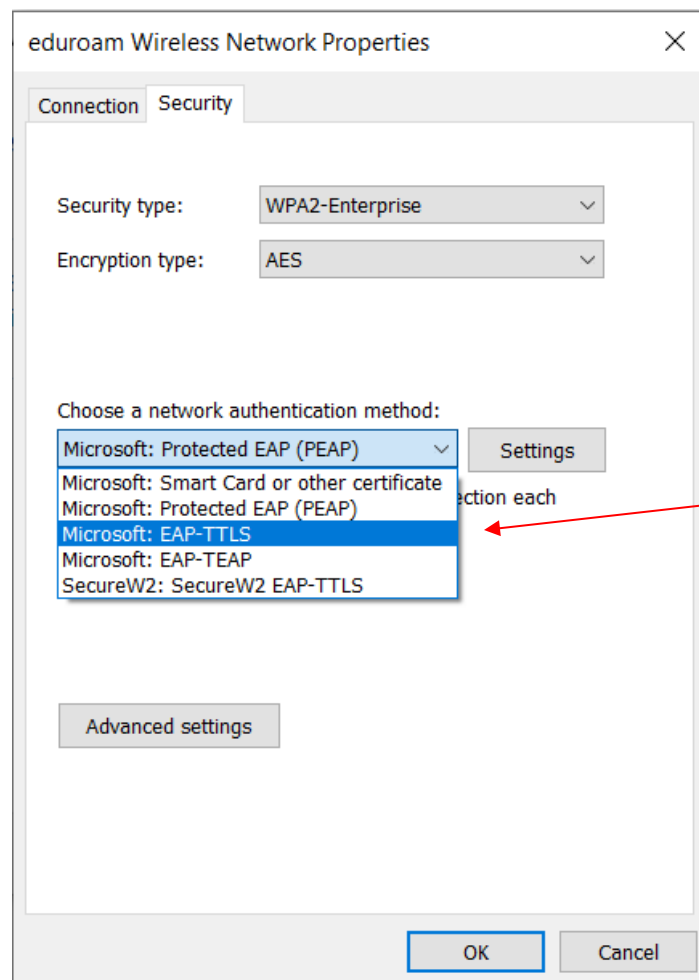 eduroam Wireless Network Properties
Connection
Security
Security type:
WPA2-Enterprise
Encryption type:
AES
Choose a network authentication method:
Microsoft: Protected EAP (PEAP)
Settings
Microsoft: Smart Card or other certificate
Microsoft: Protected EAP (PEAP)
each
Microsoft: EAP-TTLS
Microsoft: EAP-TEAP
SecureW2: SecureW2 EAP-TTLS
Advanced settings
OK
Cancel